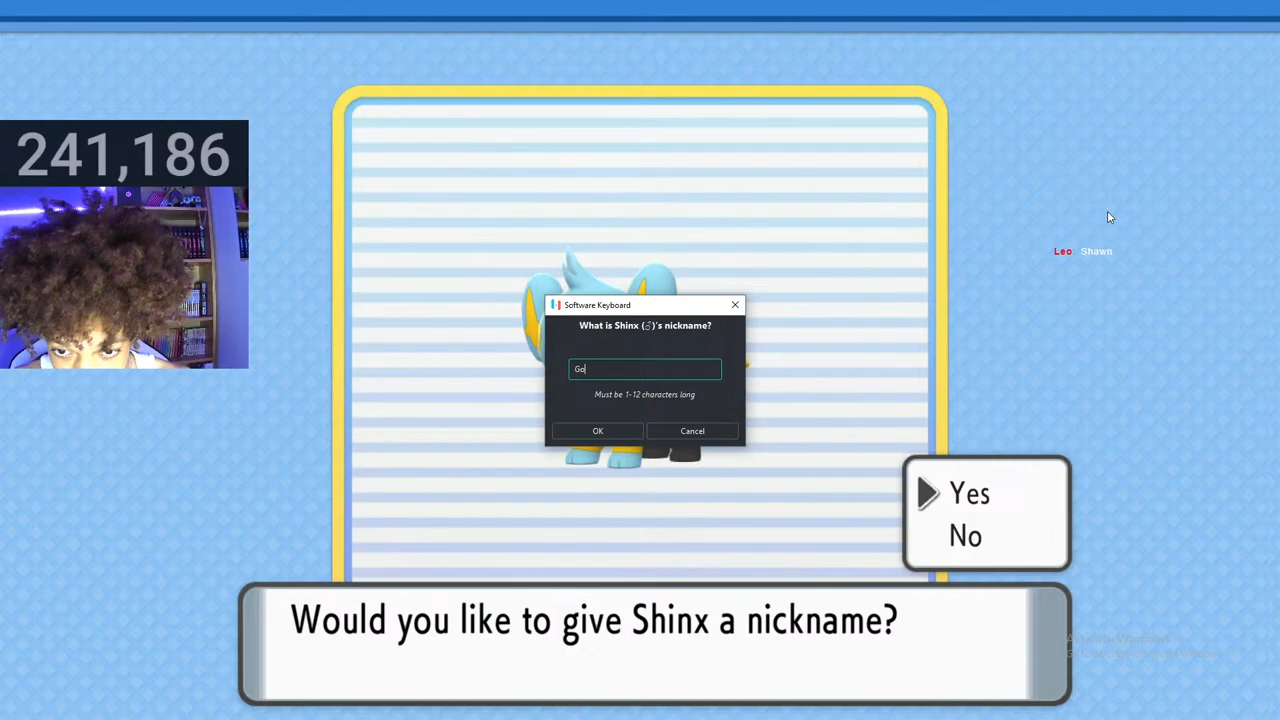 241,186
Leo Shawn
Software Keyboard
What is Shinx (♂)'s nickname?
Go
Must be 1-12 characters long
OK
Cancel
Yes
No
Would you like to give Shinx a nickname?